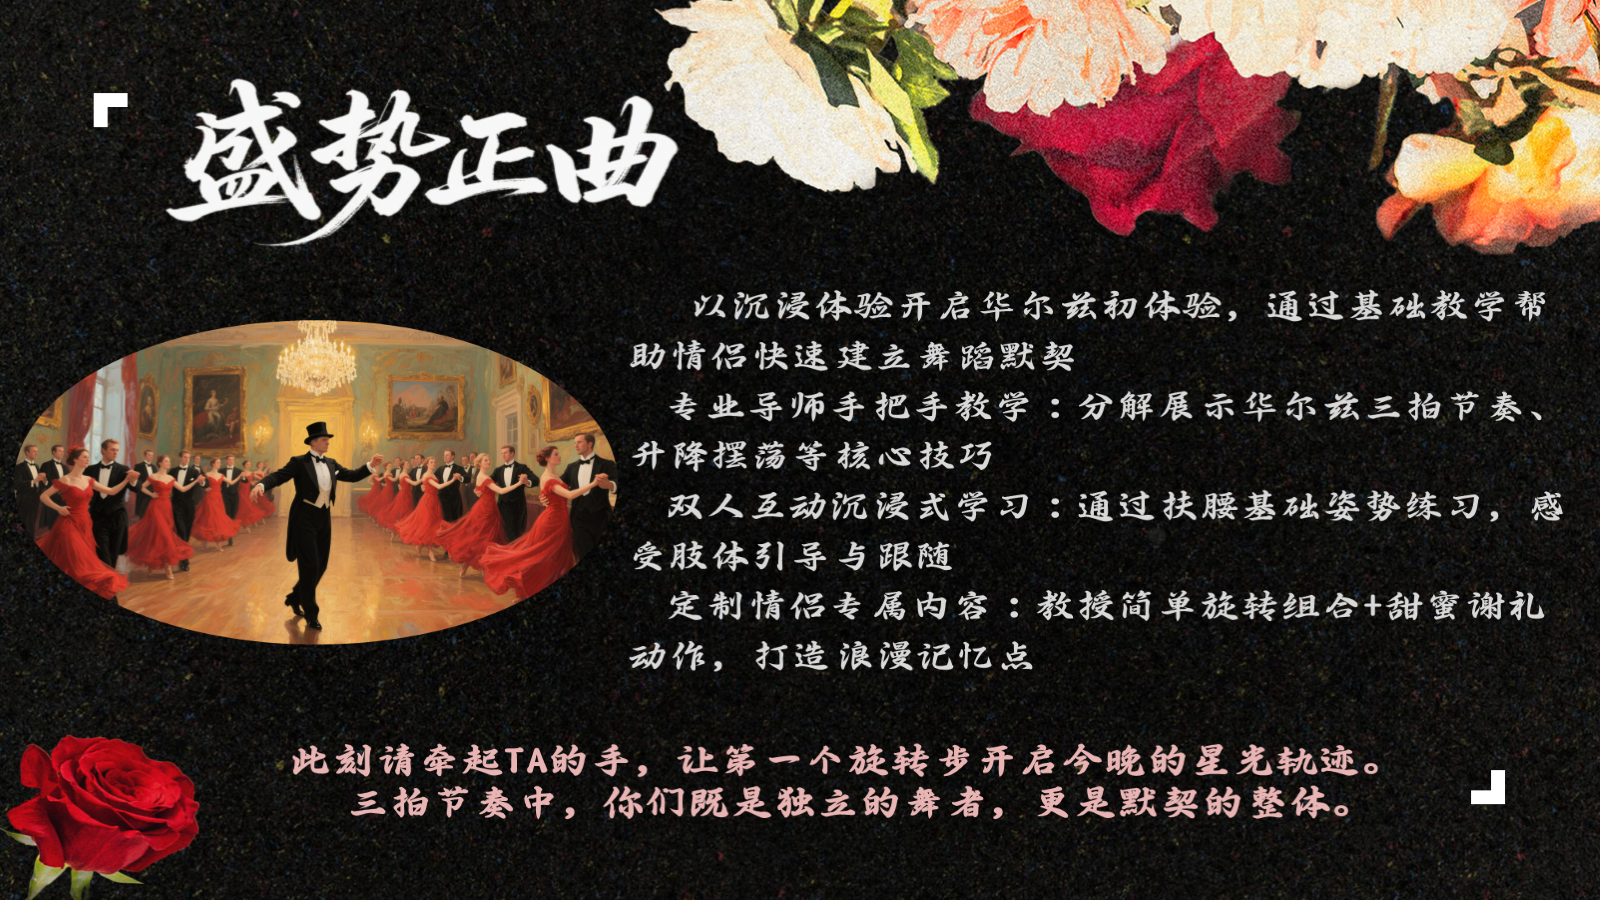 盛势正曲
以沉浸体验开启华尔兹初体验，通过基础教学帮
助情侣快速建立舞蹈默契
专业导师手把手教学：分解展示华尔兹三拍节奏、
升降摆荡等核心技巧
双人互动沉浸式学习：通过扶腰基础姿势练习，感
受肢体引导与跟随
定制情侣专属内容：教授简单旋转组合+甜蜜谢礼
动作，打造浪漫记忆点
此刻请牵起TA的手，让第一个旋转步开启今晚的星光轨迹。
三拍节奏中，你们既是独立的舞者，更是默契的整体。